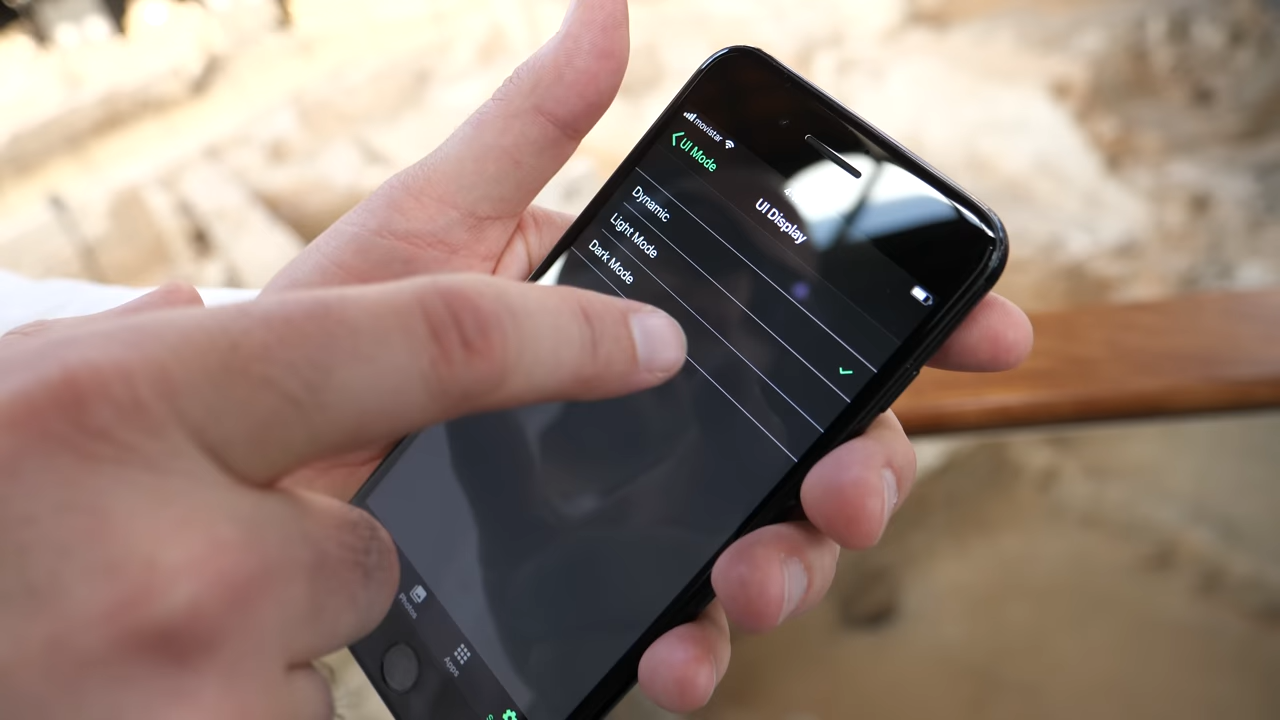 movistar
UI Mode
UI Display
Dynamic
Light Mode
Dark Mode
Photos
Apps